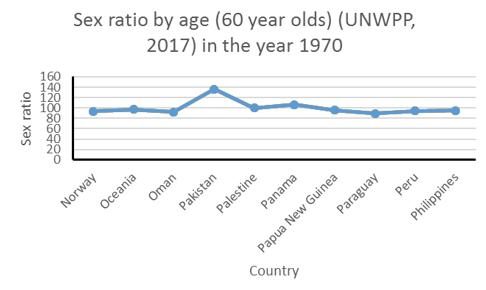 Sex ratio by age (60 year olds) (UNWPP,
2017) in the year 1970
Sex ratio
160
140
120
100
80
60
40
20
0
Norway
Oceania
Oman
Pakistan
Palestine
Panama
Papua New Guinea
Paraguay
Peru
Philippines
Country